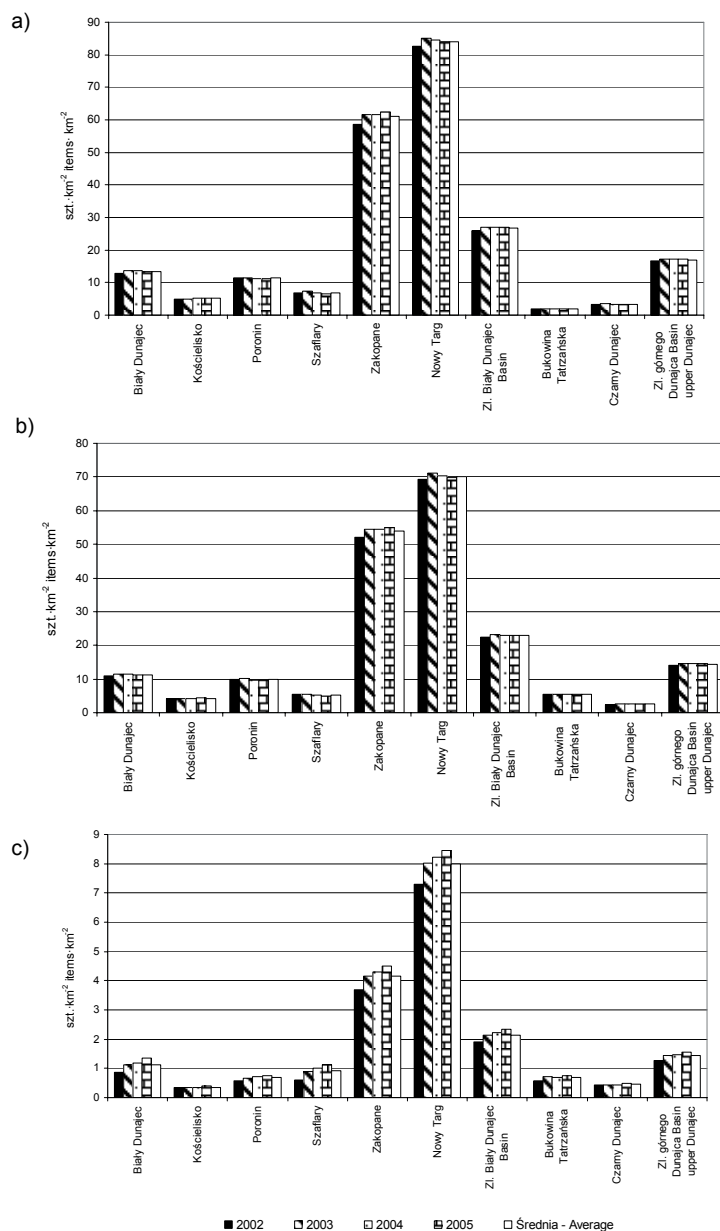 a)
90
80
70
60
50
40
30
20
10
0
szt.·km-2 items· km-2
Biały Dunajec
Kościelisko
Poronin
Szaflary
Zakopane
Nowy Targ
Zl. Biały Dunajec
Basin
Bukowina
Tatrzańska
Czarny Dunajec
Zl. górnego
Dunajca Basin
upper Dunajec
b)
80
70
60
50
40
30
20
10
0
szt.·km-2 items·km-2
Biały Dunajec
Kościelisko
Poronin
Szaflary
Zakopane
Nowy Targ
Zl. Biały Dunajec
Basin
Bukowina
Tatrzańska
Czarny Dunajec
Zl. górnego
Dunajca Basin
upper Dunajec
c)
9
8
7
6
5
4
3
2
1
0
szt.·km-2 items·km-2
Biały Dunajec
Kościelisko
Poronin
Szaflary
Zakopane
Nowy Targ
Zl. Biały Dunajec
Basin
Bukowina
Tatrzańska
Czarny Dunajec
Zl. górnego
Dunajca Basin
upper Dunajec
2002 2003 2004 2005 Średnia - Average